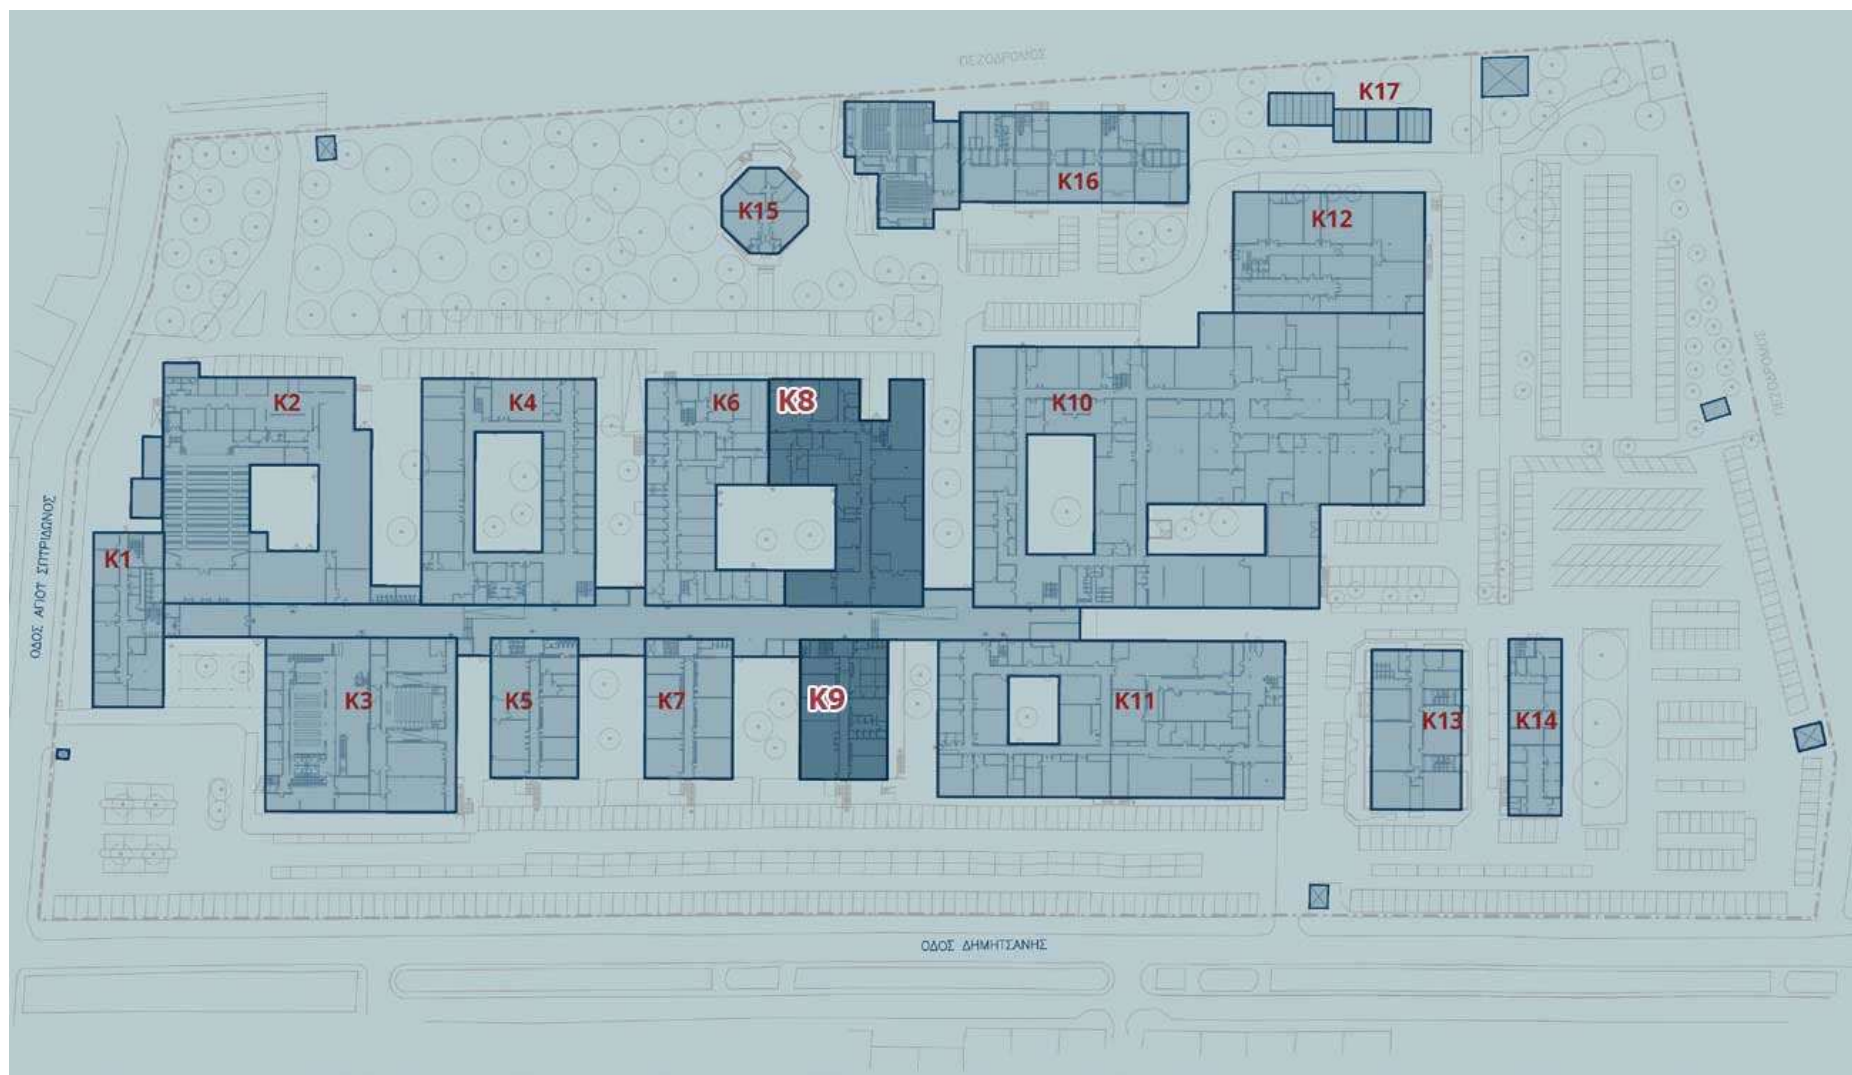 ΠΕΖΟΔΡΟΜΟΣ
K17
K16
K15
K12
ΠΕΖΟΔΡΟΜΟΣ
K2
K4
K6
K8
K10
ΟΔΟΣ ΑΓΙΟΥ ΣΠΥΡΙΔΩΝΟΣ
K1
K3
K5
K7
K9
K11
K13
K14
ΟΔΟΣ ΔΗΜΗΤΣΑΝΗΣ